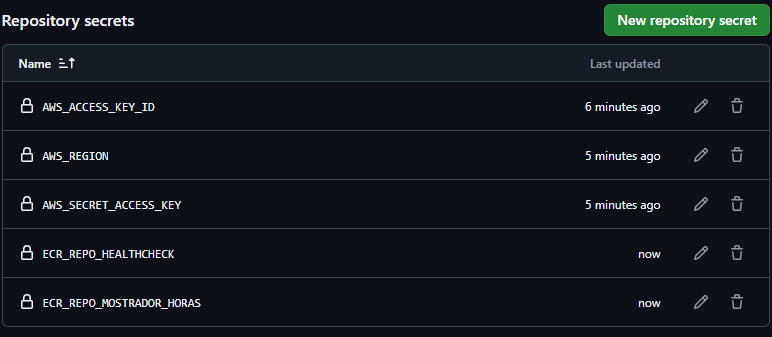 Repository secrets
New repository secret
Name
Last updated
AWS_ACCESS_KEY_ID
6 minutes ago
AWS_REGION
5 minutes ago
AWS_SECRET_ACCESS_KEY
5 minutes ago
ECR_REPO_HEALTHCHECK
now
ECR_REPO_MOSTRADOR_HORAS
now